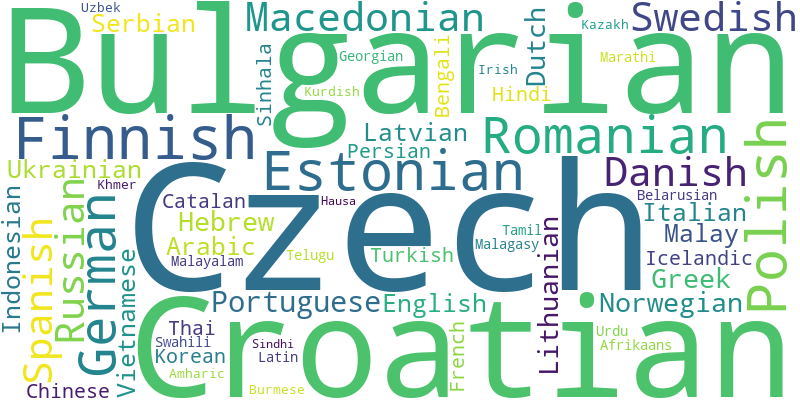 Uzbek
Serbian
Bulgarian
Macedonian
Swedish
Kazakh
Dutch
Sinhala
Georgian
Bengali
Irish
Marathi
Kurdish
Hindi
Finnish
Latvian
Romanian
Persian
Ukrainian
Estonian
Danish
Polish
Khmer
Czech
Catalan
Hausa
Belarusian
Italian
Indonesian
Spanish
Russian
German
Hebrew
Arabic
Tamil
Malay
Malagasy
Malayalam
Telugu
Turkish
Icelandic
Greek
Vietnamese
Portuguese
English
Lithuanian
Norwegian
Croatian
Thai
Swahili
Sindhi
Korean
Latin
French
Urdu
Afrikaans
Amharic
Chinese
Burmese